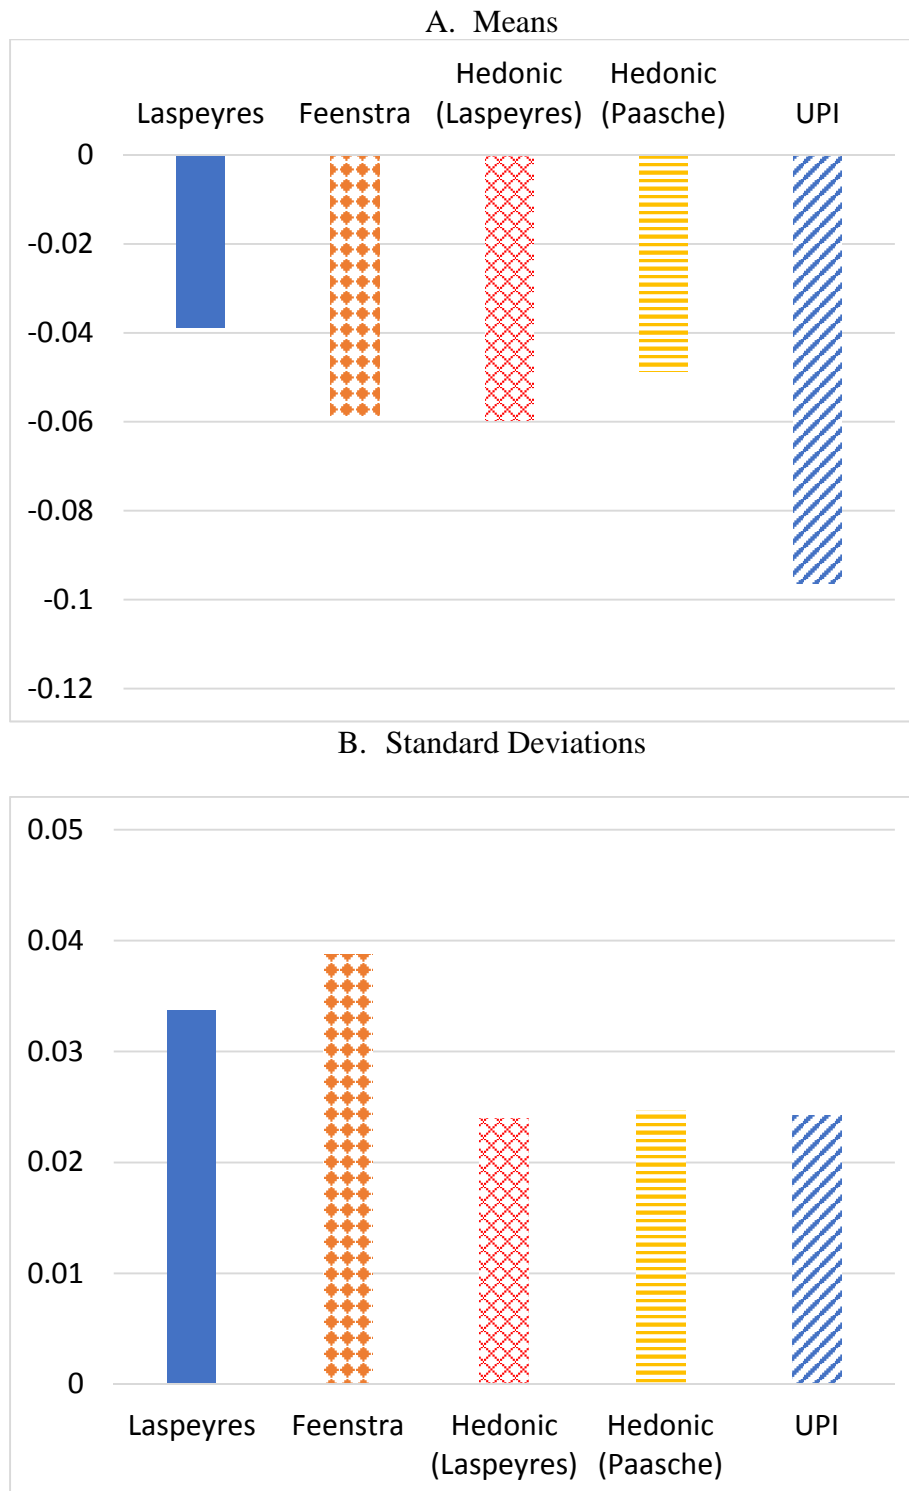 A. Means
Hedonic Hedonic
Laspeyres Feenstra (Laspeyres) (Paasche) UPI
0
-0.02
-0.04
-0.06
-0.08
-0.1
-0.12
B. Standard Deviations
0.05
0.04
0.03
0.02
0.01
0
Laspeyres Feenstra Hedonic Hedonic UPI
(Laspeyres) (Paasche)